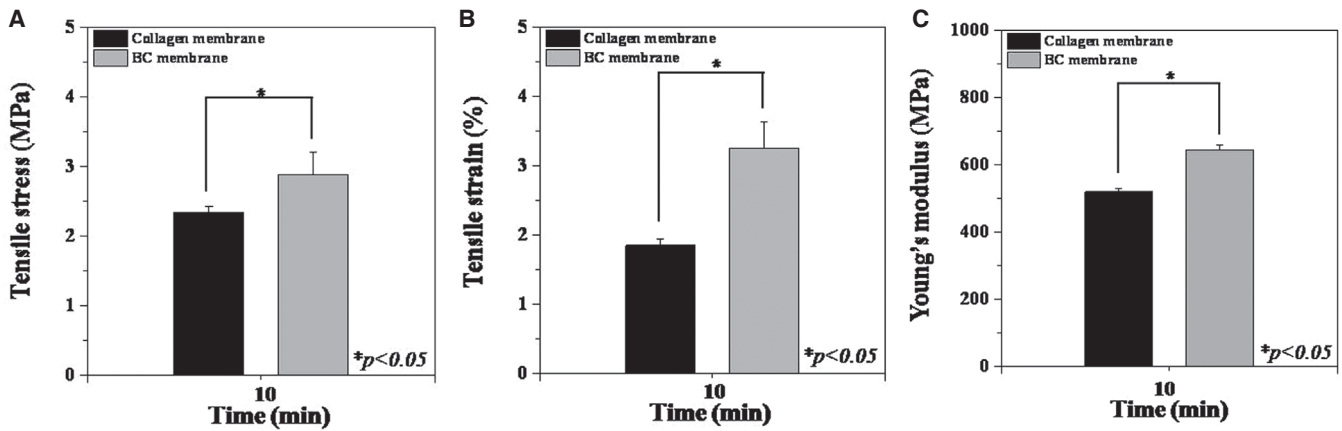 A
Tensile stress (MPa)
5
4
3
2
1
0
Collagen membrane
BC membrane
*
*p<0.05
10
Time (min)
B
Tensile strain (%)
5
4
3
2
1
0
Collagen membrane
BC membrane
*
*p<0.05
10
Time (min)
C
Young's modulus (MPa)
1000
800
600
400
200
0
Collagen membrane
BC membrane
*
*p<0.05
10
Time (min)